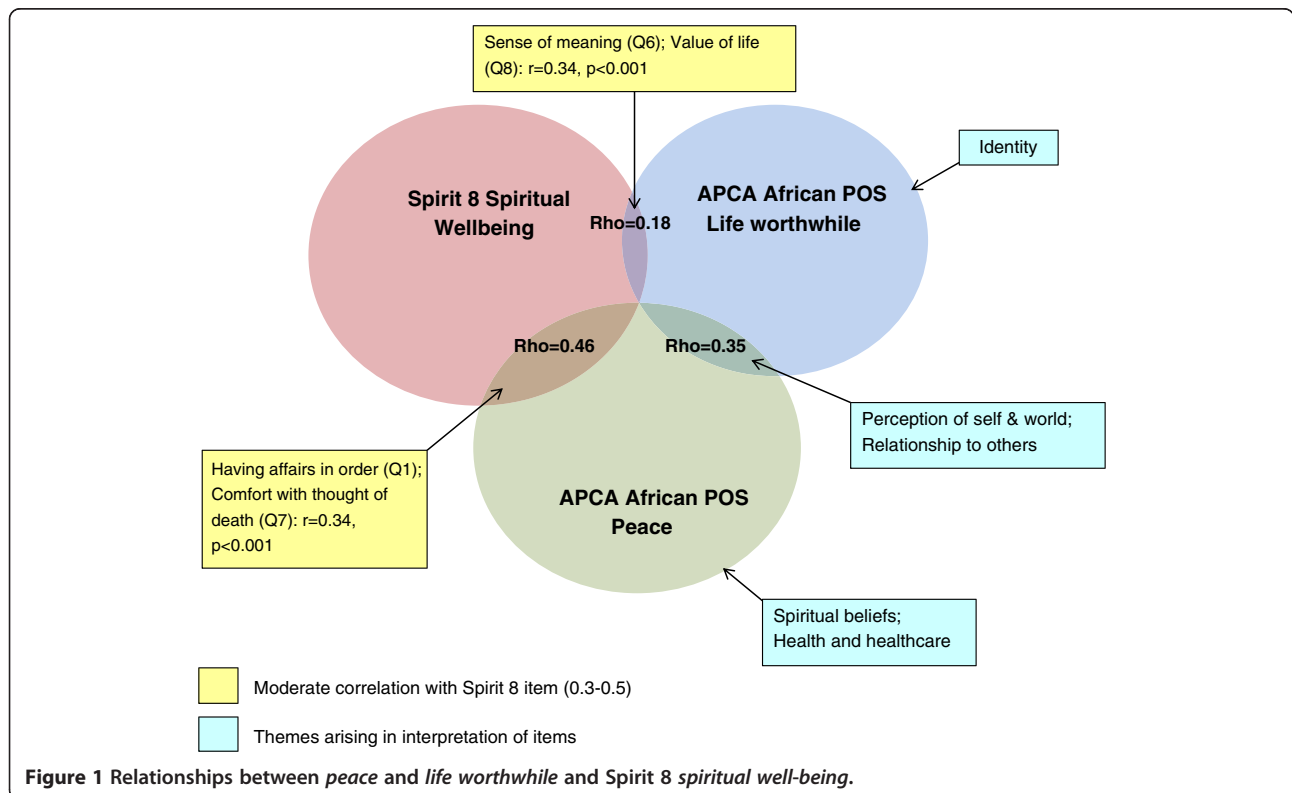 Sense of meaning (Q6); Value of life
(Q8): r=0.34, p<0.001
Identity
Spirit 8 Spiritual
Wellbeing
APCA African POS
Life worthwhile
Rho=0.18
Rho=0.46
Rho=0.35
Perception of self & world;
Relationship to others
Having affairs in order (Q1);
Comfort with thought of
death (Q7): r=0.34,
p<0.001
APCA African POS
Peace
Spiritual beliefs;
Health and healthcare
Moderate correlation with Spirit 8 item (0.3-0.5)
Themes arising in interpretation of items
Figure 1 Relationships between peace and life worthwhile and Spirit 8 spiritual well-being.